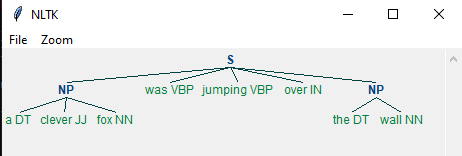 NLTK
File Zoom
S
NP was VBP jumping VBP over IN NP
a DT clever JJ fox NN the DT wall NN